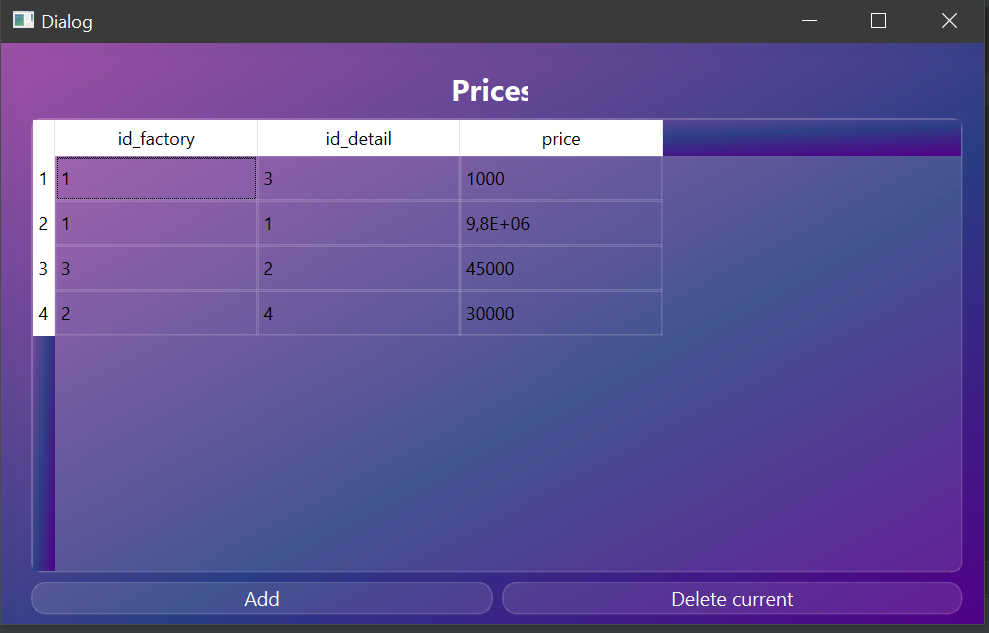 Dialog
Prices
id_factory id_detail price
1 1 3 1000
2 1 1 9,8E+06
3 3 2 45000
4 2 4 30000
Add Delete current